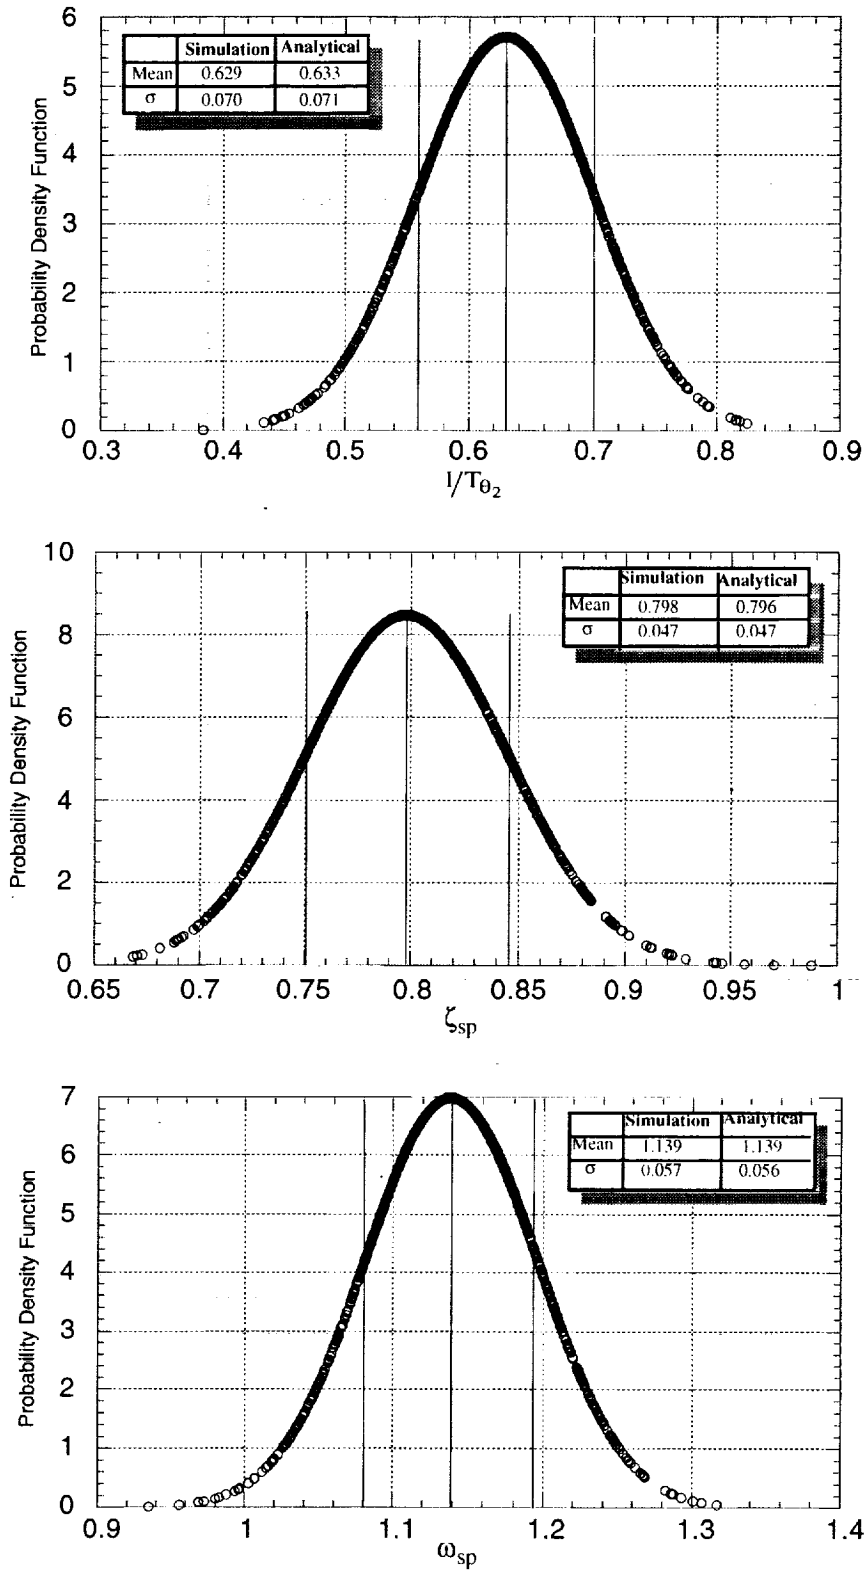 Simulation Analytical
Mean 0.629 0.633
σ 0.070 0.071
Probability Density Function
6
5
4
3
2
1
0
0.3 0.4 0.5 0.6 0.7 0.8 0.9
1/Tθ2
Simulation Analytical
Mean 0.798 0.796
σ 0.047 0.047
Probability Density Function
10
8
6
4
2
0
0.65 0.7 0.75 0.8 0.85 0.9 0.95 1
ζsp
Simulation Analytical
Mean 1.139 1.139
σ 0.057 0.056
Probability Density Function
7
6
5
4
3
2
1
0
0.9 1 1.1 1.2 1.3 1.4
ωsp